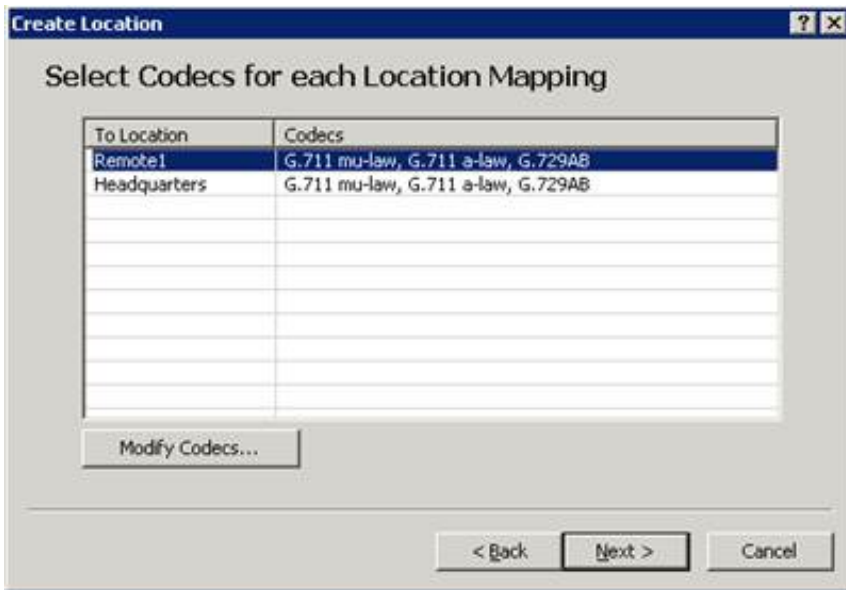 Create Location
Select Codecs for each Location Mapping
To Location Codecs
Remote1 G.711 mu-law, G.711 a-law, G.729AB
Headquarters G.711 mu-law, G.711 a-law, G.729AB
Modify Codecs...
< Back Next > Cancel